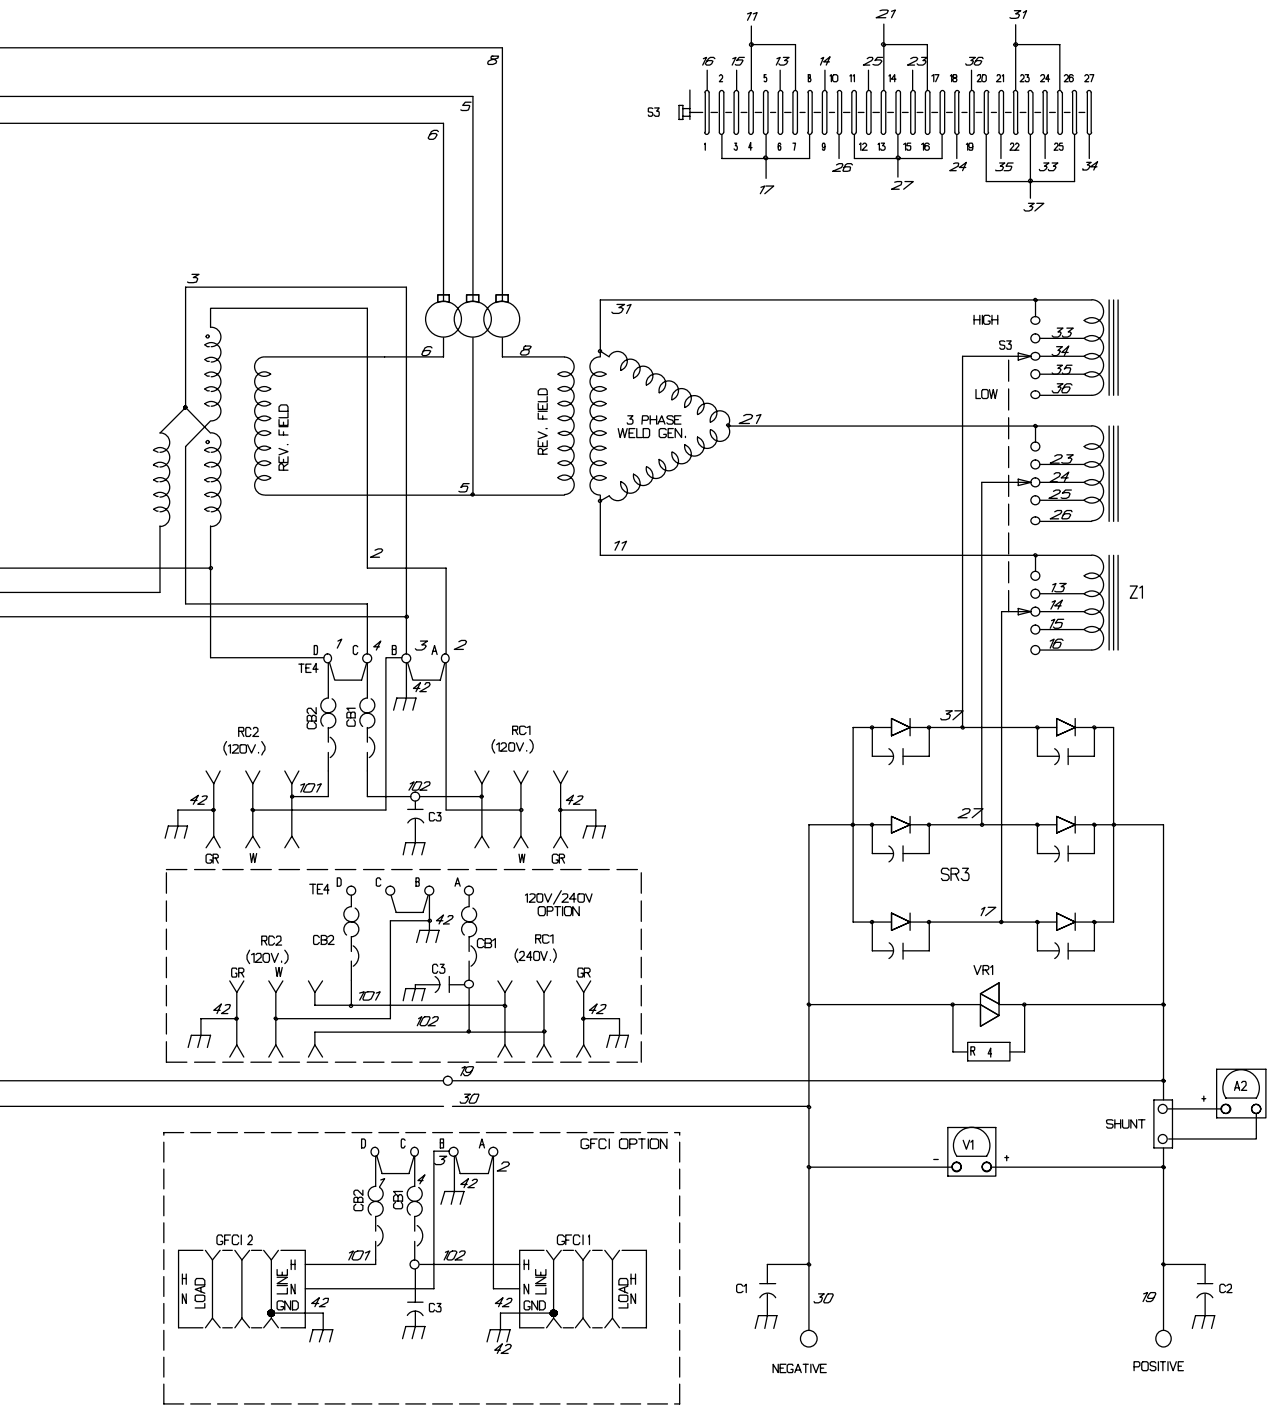 11 21 31
16 15 13 14 25 23 36
2 5 8 10 11 14 17 18 20 21 23 24 26 27
S3
1 3 4 6 7 9 12 13 15 16 19 22 25
26 24 35 33 34
17 27 37
8
5
6
3
31
HIGH
33
S3
34
35
LOW
36
6 8
REV. FIELD
REV. FIELD
3 PHASE
WELD GEN.
21
23
24
25
26
5
11
2
13
14
15
16
Z1
D 1 C 4 B 3 A 2
TE4
42
CB2
CB1
37
RC2
(120V.)
RC1
(120V.)
101
102
42
42
C3
27
GR W
W GR
SR3
TE4 D C B A
120V/240V
OPTION
42
17
CB2
CB1
RC2
(120V.)
RC1
(240V.)
GR W
C3
GR
101
42
42
102
VR1
R 4
19
30
A2
+
SHUNT
V1
- +
D C B A
GFCI OPTION
3
2
1
4
42
CB2
CB1
GFCI 2
GFCI 1
101
102
H
N
LOAD
LINE
H
N
GND
42
C3
H
N
LINE
GND
42
42
LOAD
H
N
C1
30
19
C2
NEGATIVE
POSITIVE